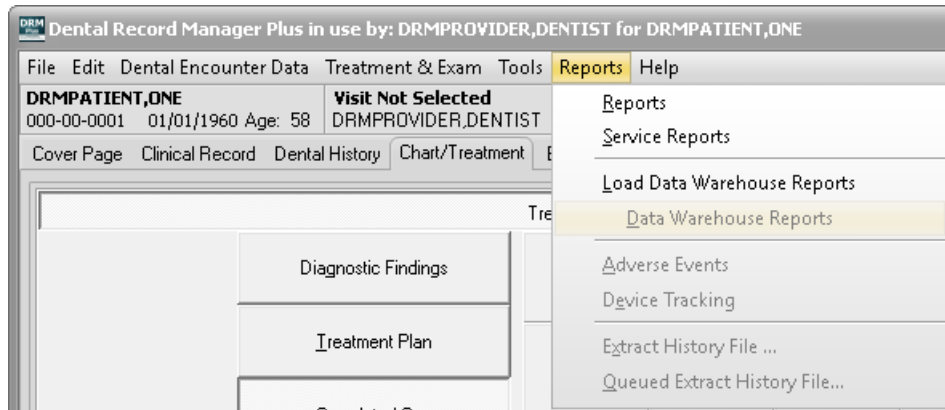 DRM Plus Dental Record Manager Plus in use by: DRMPROVIDER,DENTIST for DRMPATIENT,ONE
File Edit Dental Encounter Data Treatment & Exam Tools Reports Help
DRMPATIENT,ONE Visit Not Selected
000-00-0001 01/01/1960 Age: 58 DRMPROVIDER,DENTIST
Cover Page Clinical Record Dental History Chart/Treatment
Reports
Service Reports
Load Data Warehouse Reports
Data Warehouse Reports
Adverse Events
Device Tracking
Extract History File ...
Queued Extract History File...
Tre
Diagnostic Findings
Treatment Plan